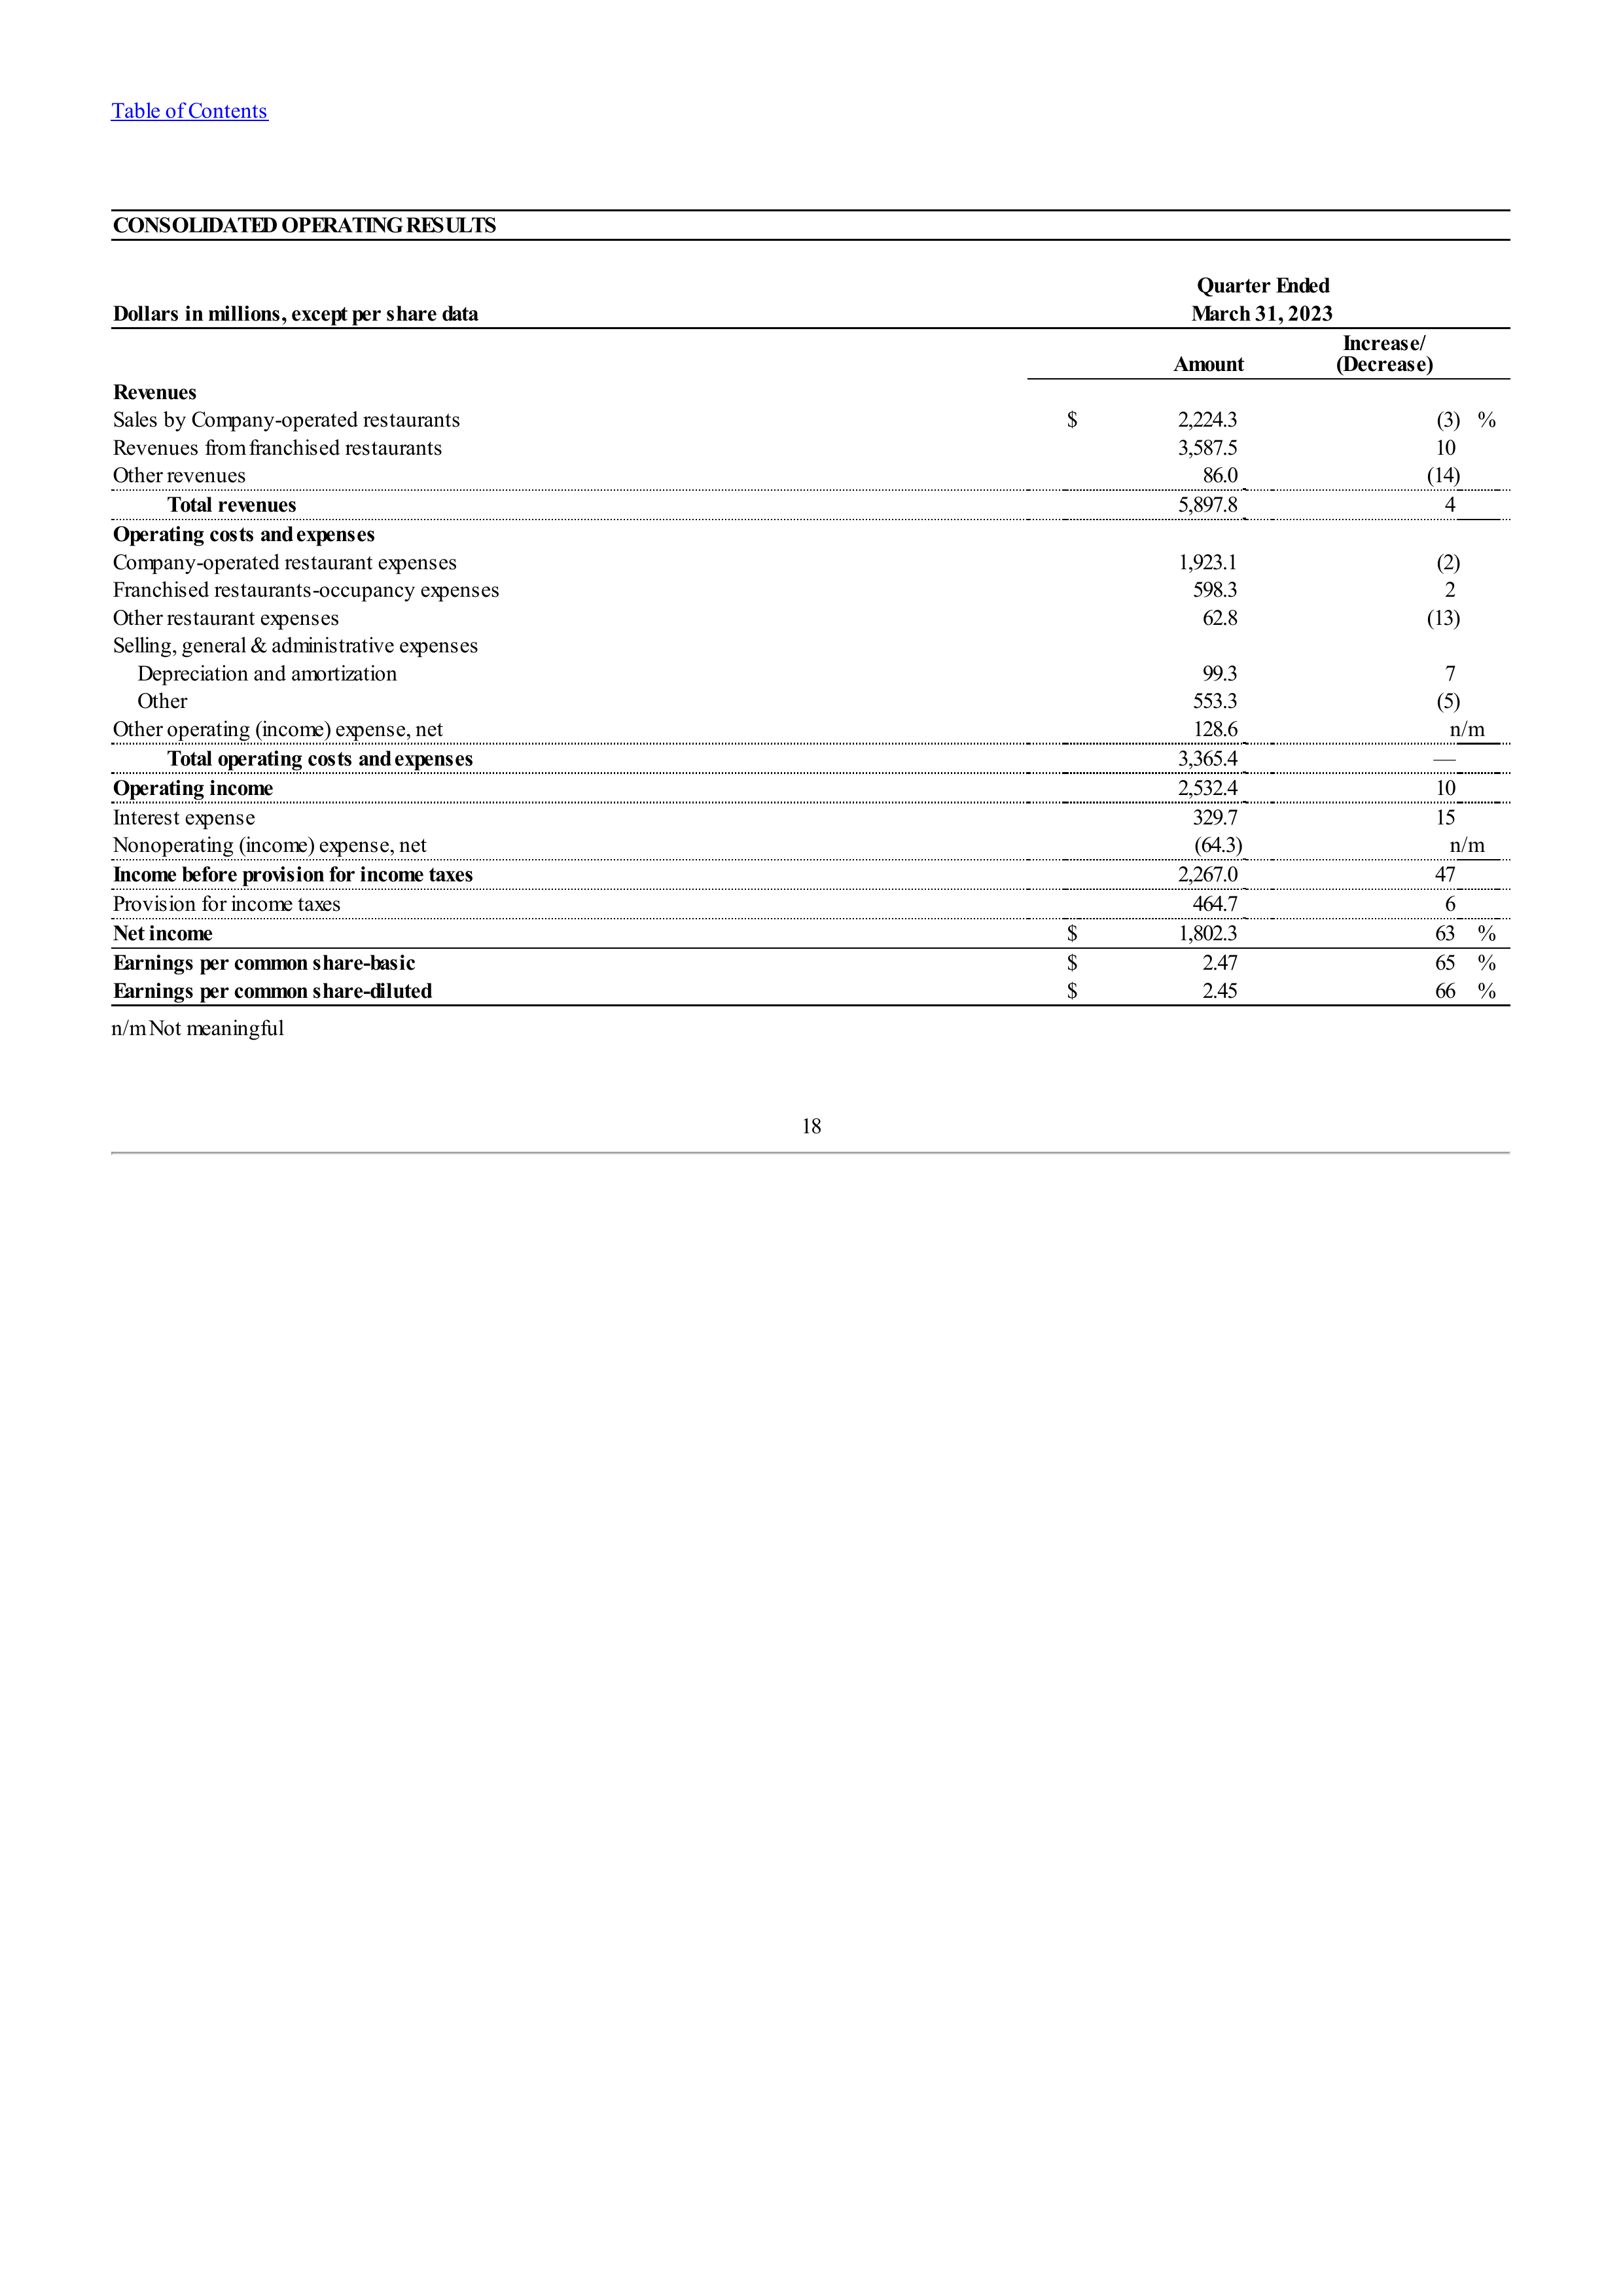 Table of Contents
CONSOLIDATED OPERATING RESULTS
Quarter Ended
Dollars in millions, except per share data March 31, 2023
Increase/
Amount (Decrease)
Revenues
Sales by Company-operated restaurants $ 2,224.3 (3) %
Revenues from franchised restaurants 3,587.5 10
Other revenues 86.0 (14)
Total revenues 5,897.8 4
Operating costs and expenses
Company-operated restaurant expenses 1,923.1 (2)
Franchised restaurants-occupancy expenses 598.3 2
Other restaurant expenses 62.8 (13)
Selling, general & administrative expenses
Depreciation and amortization 99.3 7
Other 553.3 (5)
Other operating (income) expense, net 128.6 n/m
Total operating costs and expenses 3,365.4 —
Operating income 2,532.4 10
Interest expense 329.7 15
Nonoperating (income) expense, net (64.3) n/m
Income before provision for income taxes 2,267.0 47
Provision for income taxes 464.7 6
Net income $ 1,802.3 63 %
Earnings per common share-basic $ 2.47 65 %
Earnings per common share-diluted $ 2.45 66 %
n/m Not meaningful
18